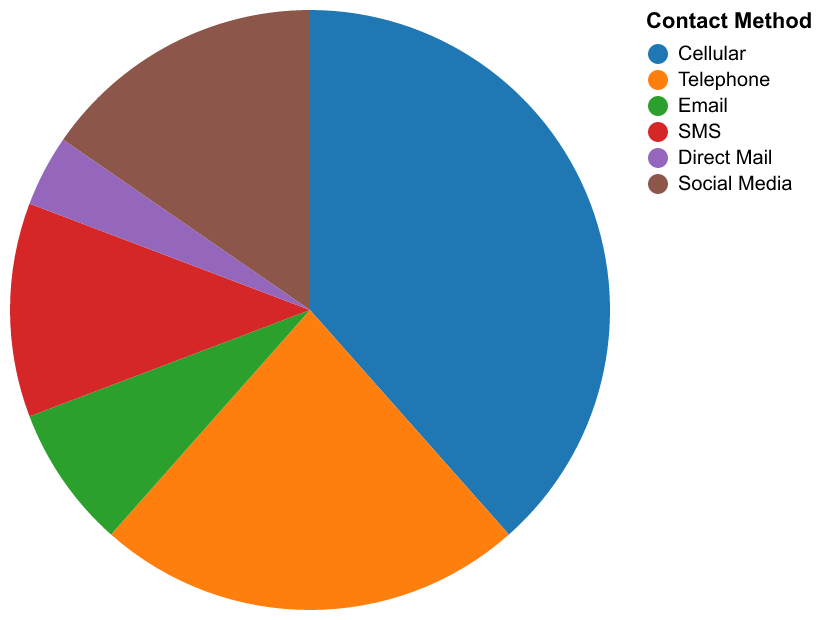 Contact Method
Cellular
Telephone
Email
SMS
Direct Mail
Social Media